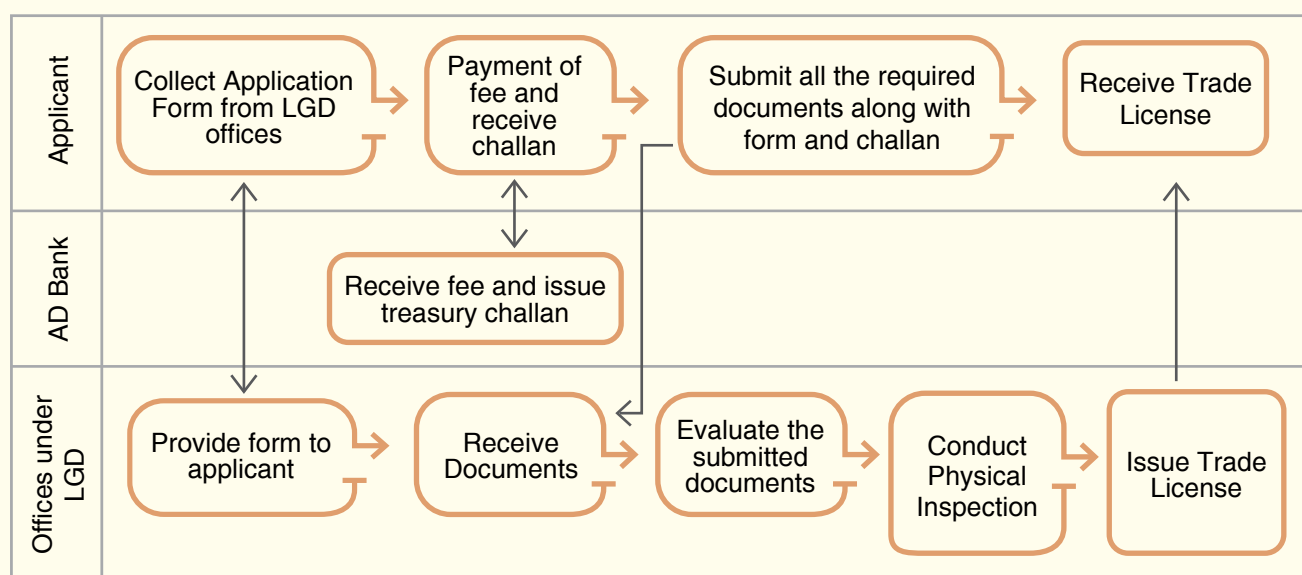 Applicant
Collect Application
Form from LGD
offices
Payment of
fee and
receive
challan
Submit all the required
documents along with
form and challan
Receive Trade
License
AD Bank
Receive fee and issue
treasury challan
Offices under
LGD
Provide form to
applicant
Receive
Documents
Evaluate the
submitted
documents
Conduct
Physical
Inspection
Issue Trade
License